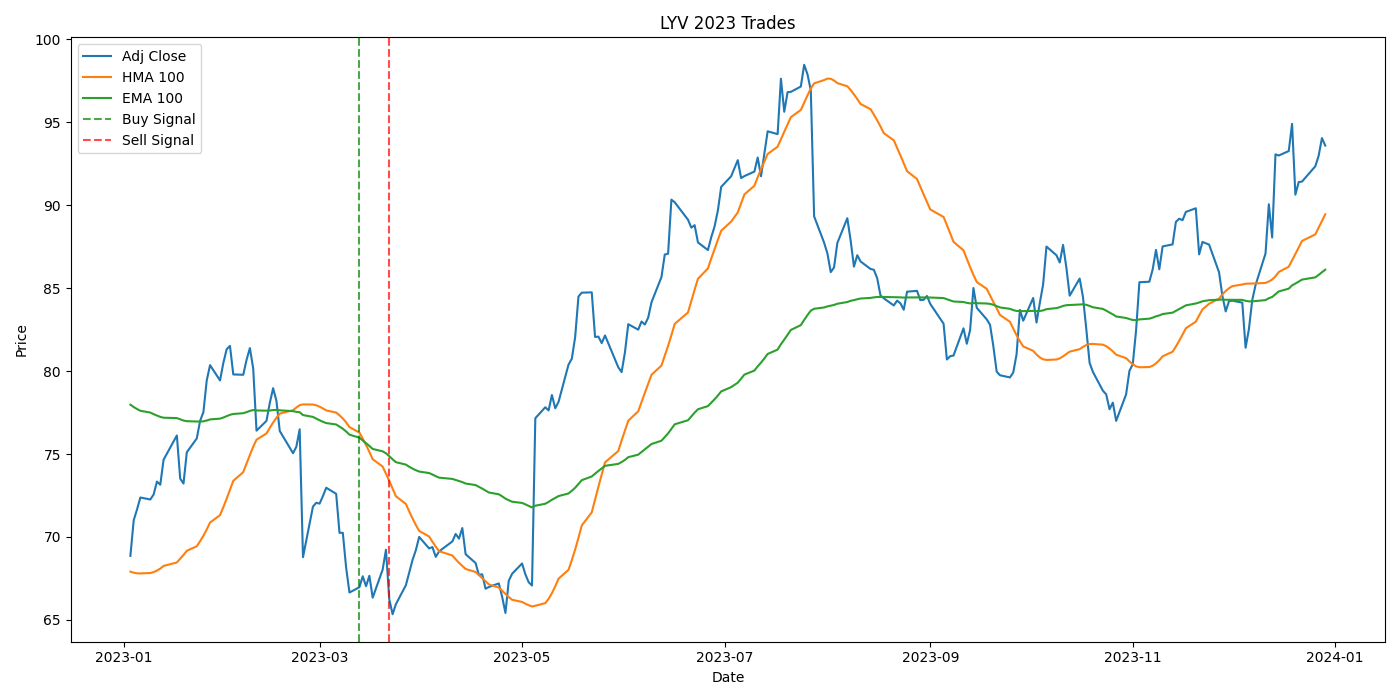 LYV 2023 Trades
Adj Close
HMA 100
EMA 100
Buy Signal
Sell Signal
Price
100
95
90
85
80
75
70
65
2023-01
2023-03
2023-05
2023-07
2023-09
2023-11
2024-01
Date